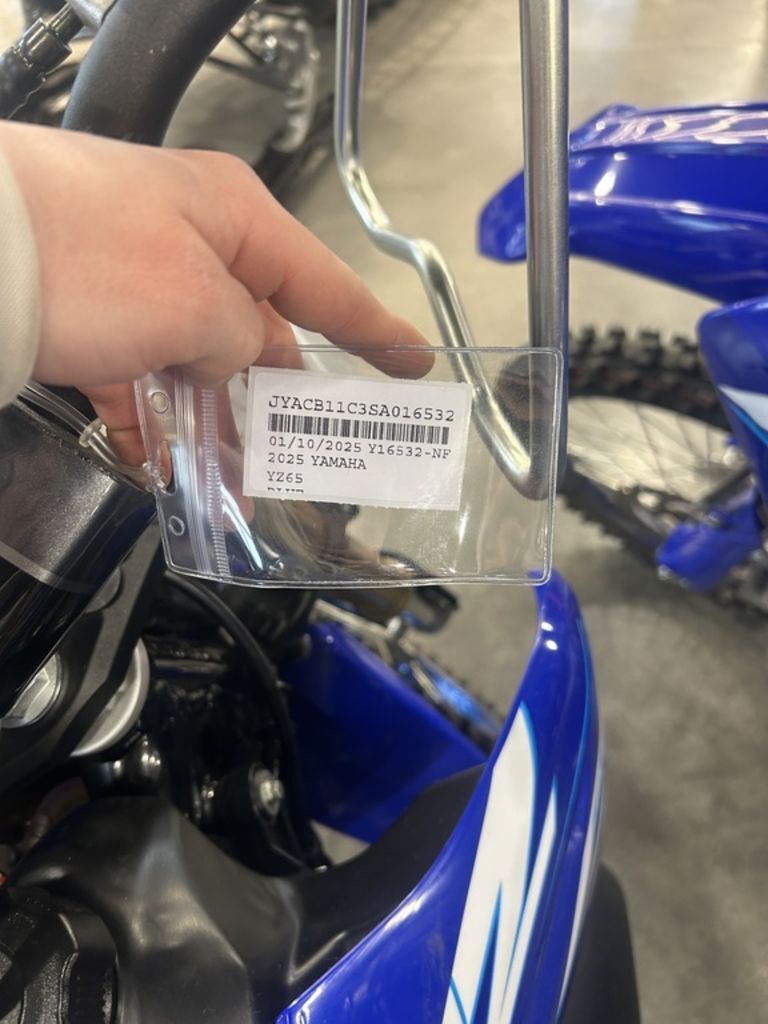 JYACB11C3SA016532
01/10/2025 Y16532-NF
2025 YAMAHA
YZ65